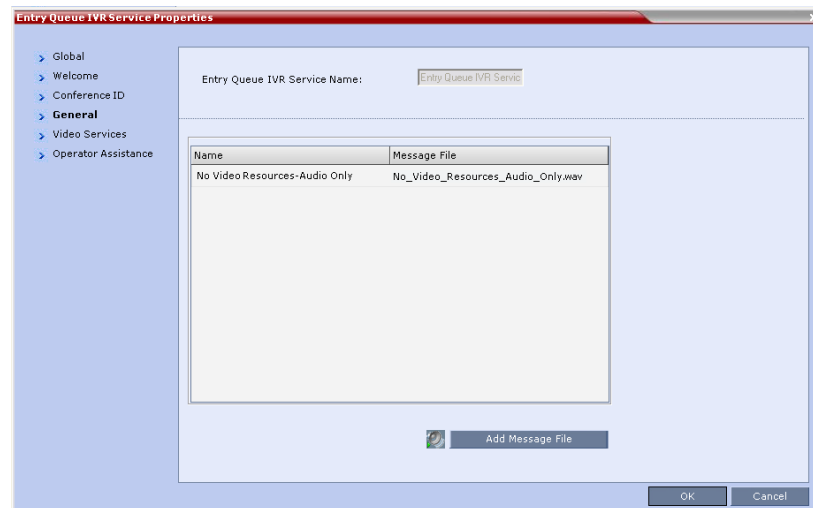 Entry Queue IVR Service Properties
Global
Welcome
Conference ID
General
Video Services
Operator Assistance
Entry Queue IVR Service Name:
Entry Queue IVR Servic
Name
Message File
No Video Resources-Audio Only
No_Video_Resources_Audio_Only.wav
Add Message File
OK
Cancel